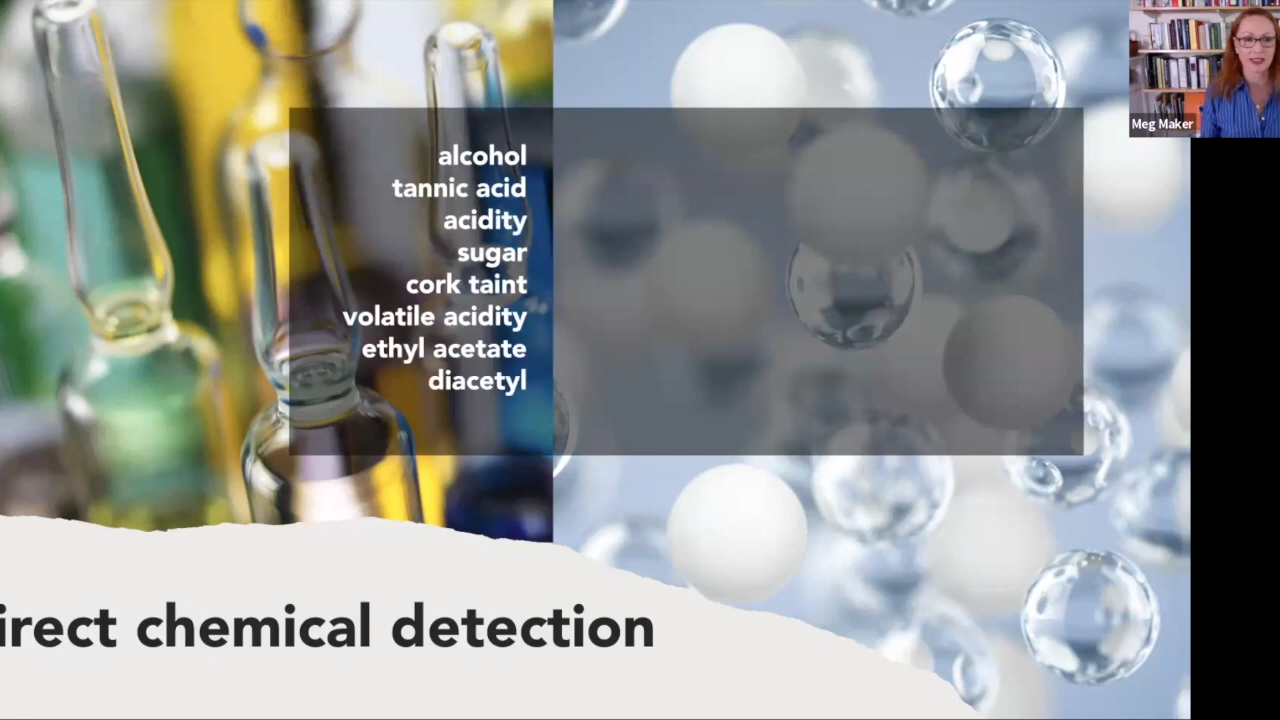 alcohol
tannic acid
acidity
sugar
cork taint
volatile acidity
ethyl acetate
diacetyl
Meg Maker
irect chemical detection